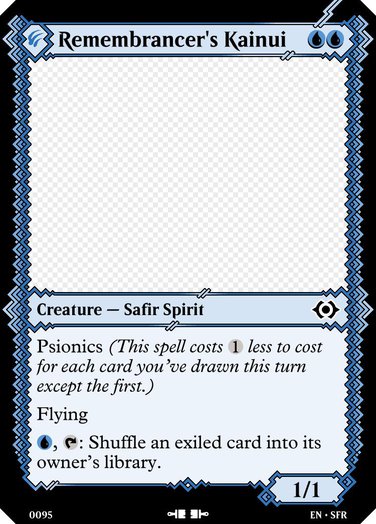 Remembrancer's Kainui
Creature — Safir Spirit
Psionics (This spell costs 1 less to cost
for each card you've drawn this turn
except the first.)
Flying
, : Shuffle an exiled card into its
owner's library.
1/1
0095
EN • SFR